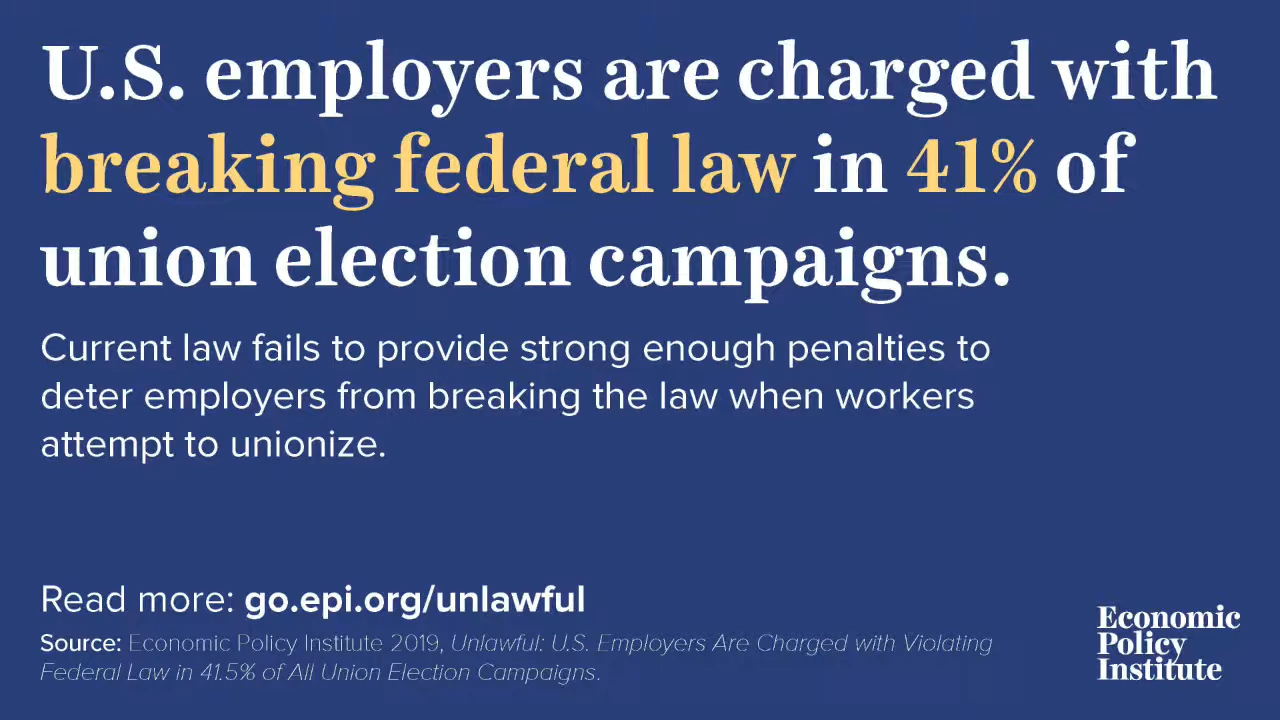 U.S. employers are charged with
breaking federal law in 41% of
union election campaigns.
Current law fails to provide strong enough penalties to
deter employers from breaking the law when workers
attempt to unionize.
Read more: go.epi.org/unlawful
Source: Economic Policy Institute 2019, Unlawful: U.S. Employers Are Charged with Violating
Federal Law in 41.5% of All Union Election Campaigns.
Economic
Policy
Institute